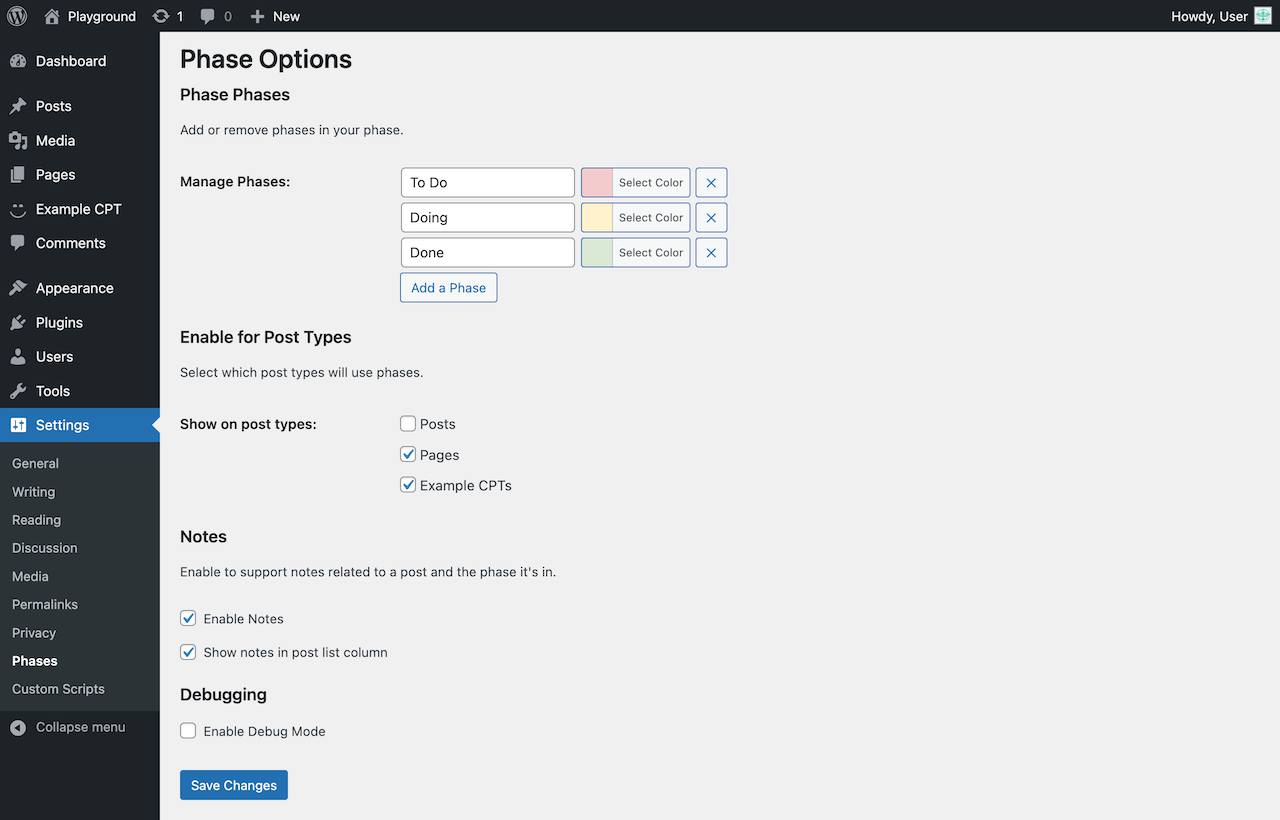 Playground 1 0 New Howdy, User
Dashboard
Posts
Media
Pages
Example CPT
Comments
Appearance
Plugins
Users
Tools
Settings
General
Writing
Reading
Discussion
Media
Permalinks
Privacy
Phases
Custom Scripts
Collapse menu
Phase Options
Phase Phases
Add or remove phases in your phase.
Manage Phases:
To Do Select Color
Doing Select Color
Done Select Color
Add a Phase
Enable for Post Types
Select which post types will use phases.
Show on post types:
Posts
Pages
Example CPTs
Notes
Enable to support notes related to a post and the phase it's in.
Enable Notes
Show notes in post list column
Debugging
Enable Debug Mode
Save Changes